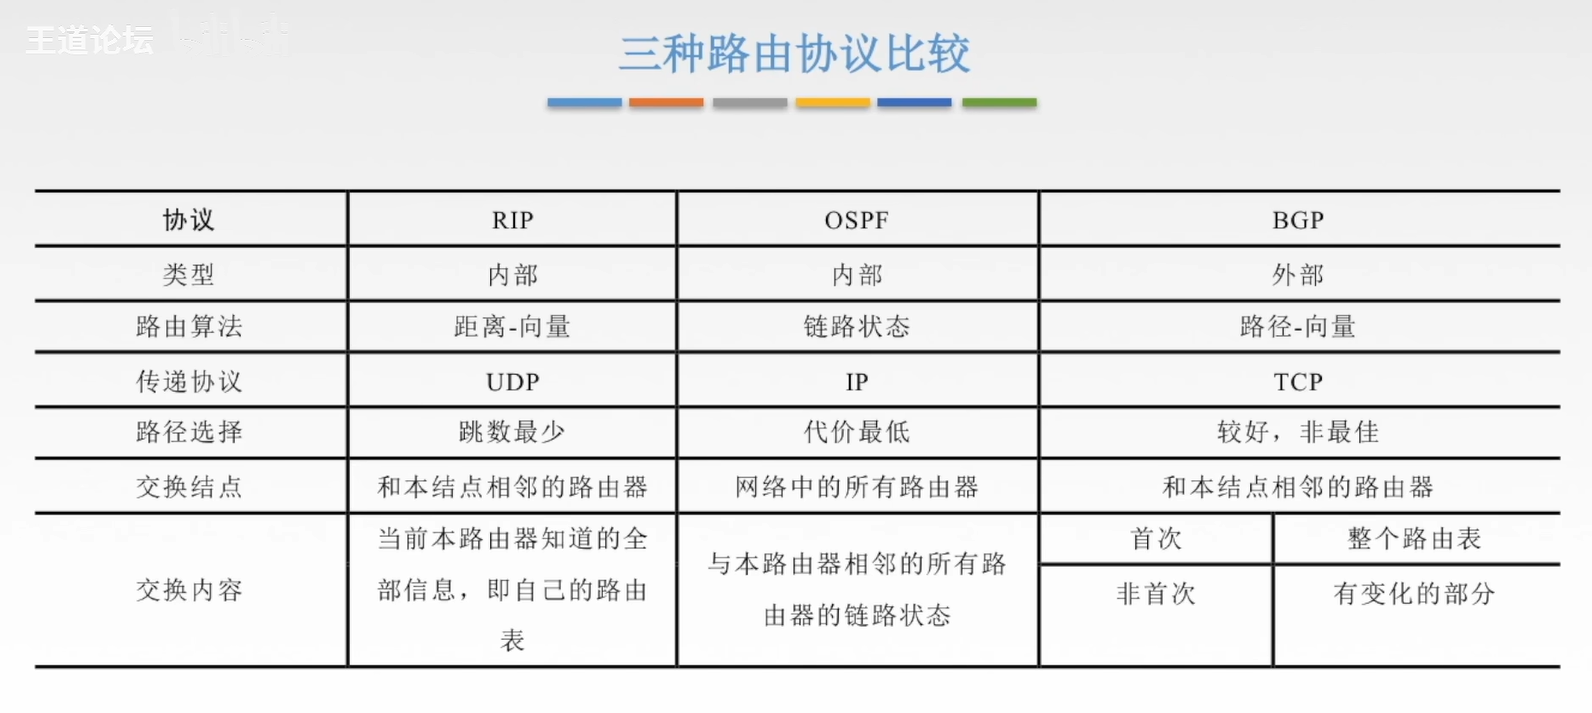 王道论坛
三种路由协议比较
协议 RIP OSPF BGP
类型 内部 内部 外部
路由算法 距离-向量 链路状态 路径-向量
传递协议 UDP IP TCP
路径选择 跳数最少 代价最低 较好，非最佳
交换结点 和本结点相邻的路由器 网络中的所有路由器 和本结点相邻的路由器
交换内容
当前本路由器知道的全
部信息，即自己的路由
表
与本路由器相邻的所有路
由器的链路状态
首次 整个路由表
非首次 有变化的部分